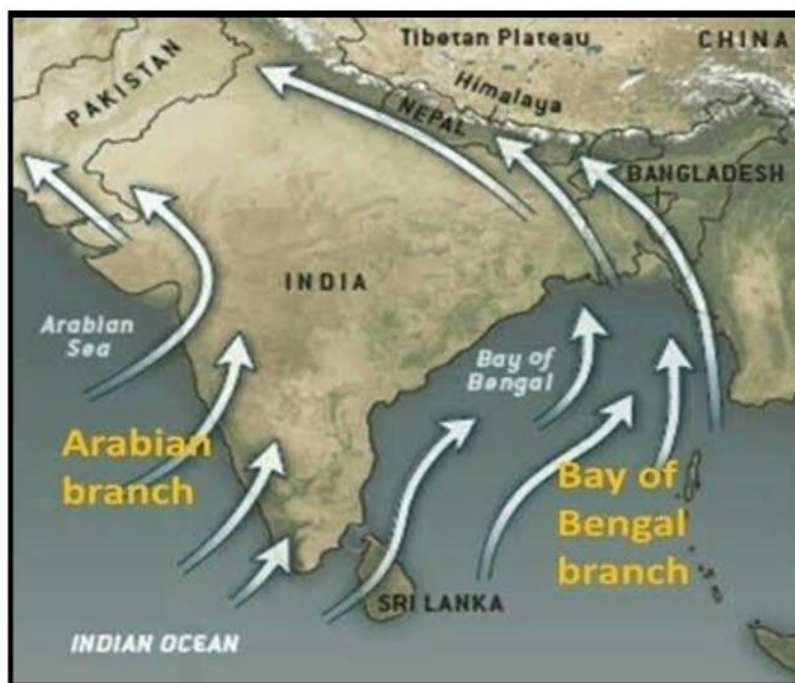 Tibetan Plateau
CHINA
PAKISTAN
Himalaya
NEPAL
BANGLADESH
INDIA
Arabian
Sea
Bay of
Bengal
Arabian
branch
Bay of
Bengal
branch
SRI LANKA
INDIAN OCEAN